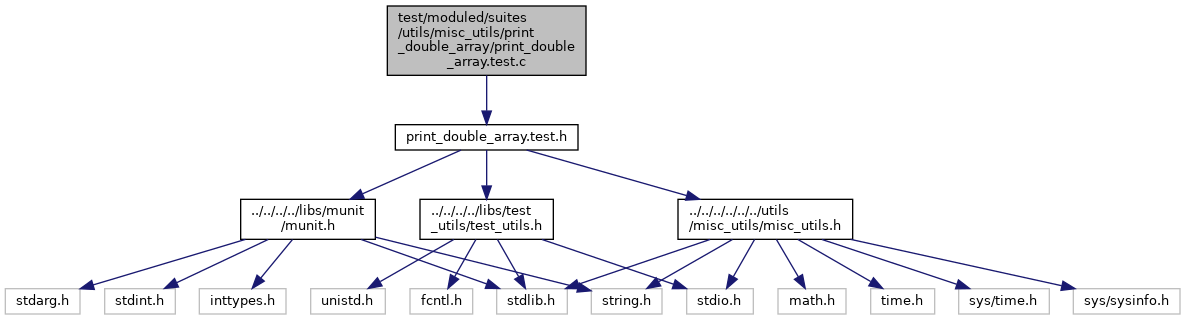 test/moduled/suites
/utils/misc_utils/print
_double_array/print_double
_array.test.c
print_double_array.test.h
../../../../libs/munit
/munit.h
../../../../libs/test
_utils/test_utils.h
../../../../../../utils
/misc_utils/misc_utils.h
stdarg.h
stdint.h
inttypes.h
unistd.h
fcntl.h
stdlib.h
string.h
stdio.h
math.h
time.h
sys/time.h
sys/sysinfo.h